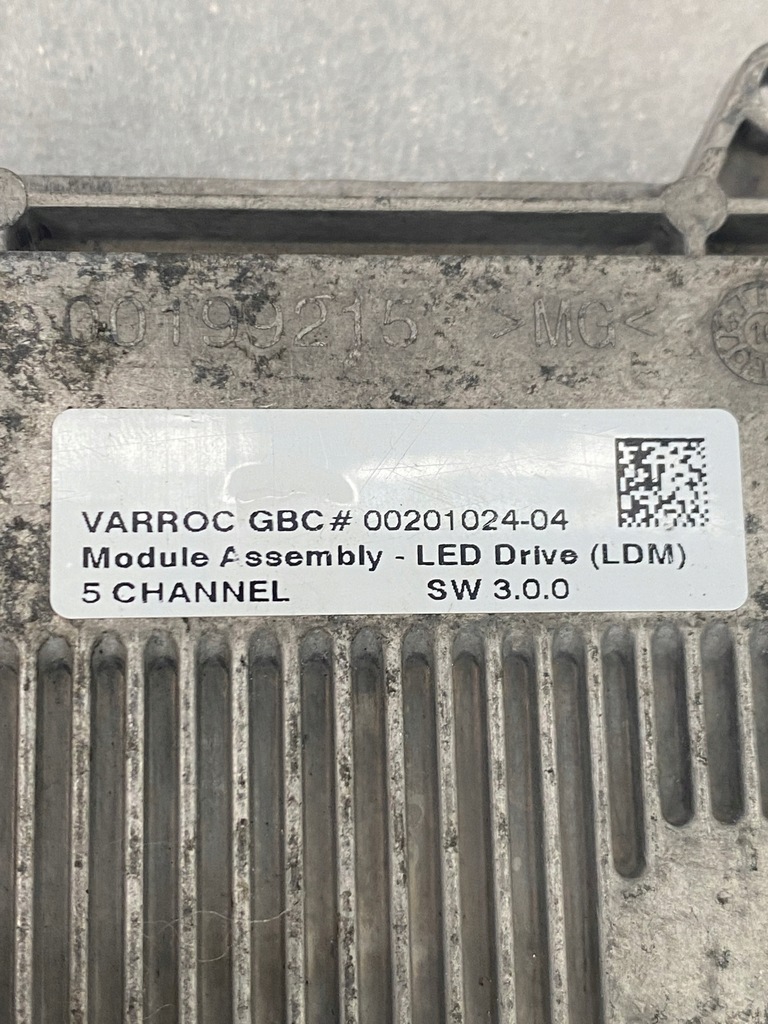 00199215 >MG<
VARROC GBC# 00201024-04
Module Assembly - LED Drive (LDM)
5 CHANNEL SW 3.0.0